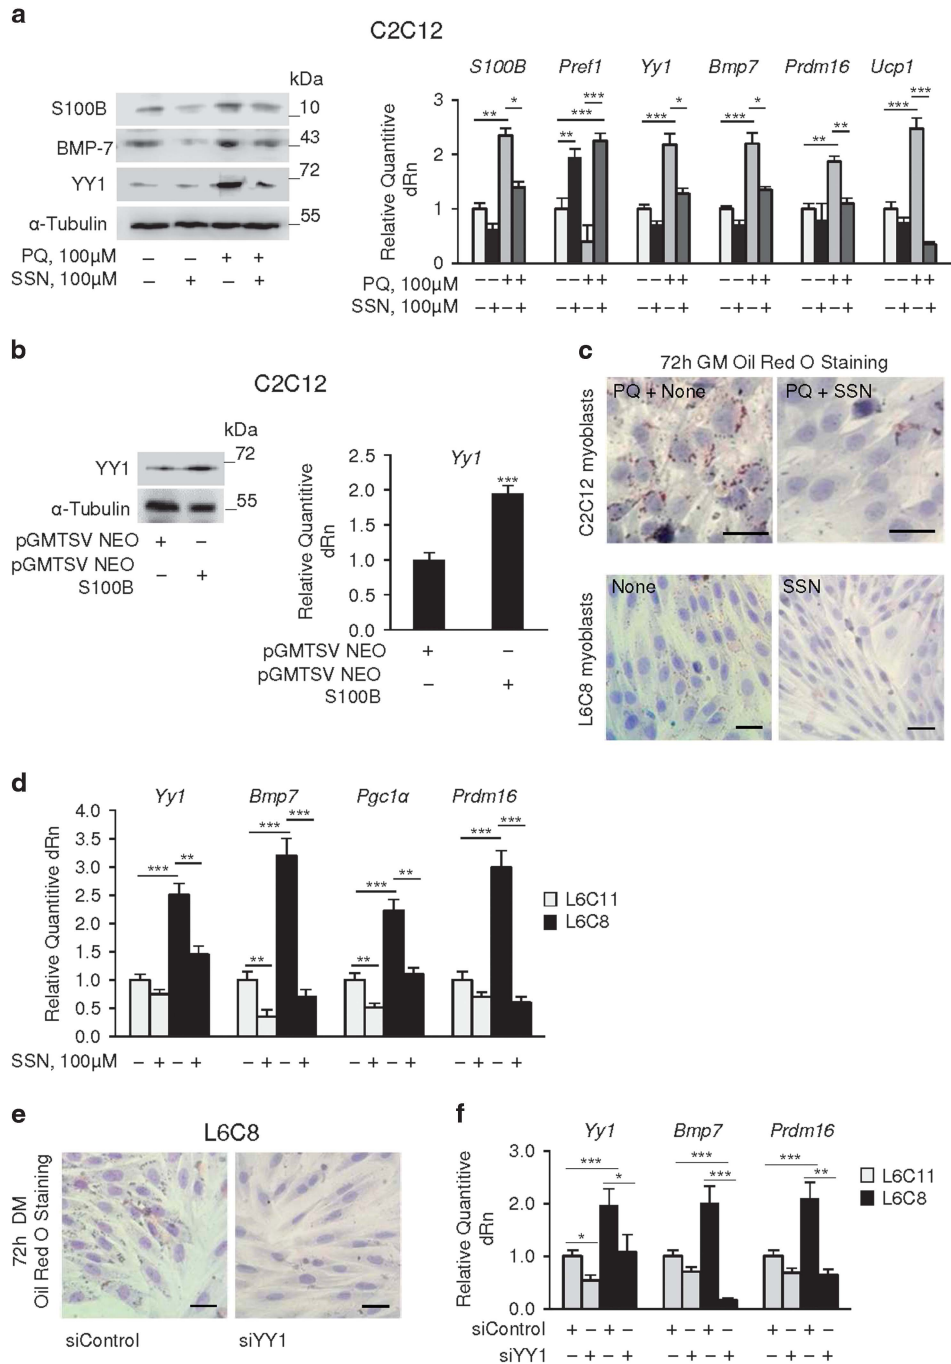 a
C2C12
kDa
S100B
10
BMP-7
43
YY1
72
α-Tubulin
55
PQ, 100μM – – + +
SSN, 100μM – + – +
S100B Pref1 Yy1 Bmp7 Prdm16 Ucp1
Relative Quantitive
dRn
3
2
1
0
** * ** *** *** *** * *** * ** ** *** ***
PQ, 100μM – – + + – – + + – – + + – – + + – – + + – – + +
SSN, 100μM – + – + – + – + – + – + – + – + – + – + – + – +
b
C2C12
kDa
YY1
72
α-Tubulin
55
pGMTSV NEO + –
pGMTSV NEO
S100B – +
Relative Quantitive
dRn
Yy1
2.5
2.0
1.5
1.0
0.5
0.0
***
pGMTSV NEO + –
pGMTSV NEO
S100B – +
c
72h GM Oil Red O Staining
C2C12 myoblasts
PQ + None
PQ + SSN
L6C8 myoblasts
None
SSN
d
Yy1 Bmp7 Pgc1α Prdm16
Relative Quantitive dRn
4.0
3.5
3.0
2.5
2.0
1.5
1.0
0.5
0.0
*** ** ** *** *** ** *** ** *** ***
L6C11
L6C8
SSN, 100μM – + – + – + – + – + – + – + – +
e
L6C8
72h DM
Oil Red O Staining
siControl
siYY1
f
Yy1 Bmp7 Prdm16
Relative Quantitive
dRn
3.0
2.0
1.0
0.0
* *** * *** *** *** **
L6C11
L6C8
siControl + – + – + – + – + – + –
siYY1 – + – + – + – + – + – +